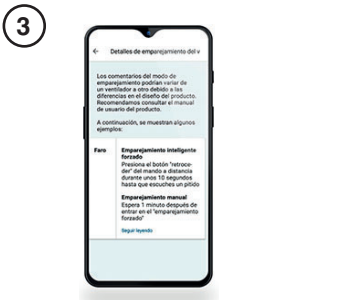 3
← Detalles de emparejamiento del v
Los comentarios del modo de
emparejamiento podrían variar de
un ventilador a otro debido a las
diferencias en el diseño del producto.
Recomendamos consultar el manual
de usuario del producto.
A continuación, se muestran algunos
ejemplos:
Faro Emparejamiento inteligente
forzado
Presiona el botón "retroce-
der" del mando a distancia
durante unos 10 segundos
hasta que escuches un pitido
Emparejamiento manual
Espera 1 minuto después de
entrar en el "emparejamiento
forzado"
Seguir leyendo